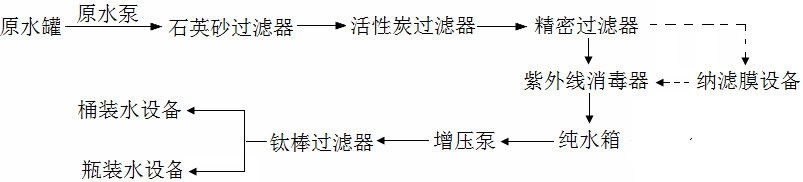 原水罐
原水泵
石英砂过滤器
活性炭过滤器
精密过滤器
紫外线消毒器
纳滤膜设备
纯水箱
增压泵
钛棒过滤器
桶装水设备
瓶装水设备